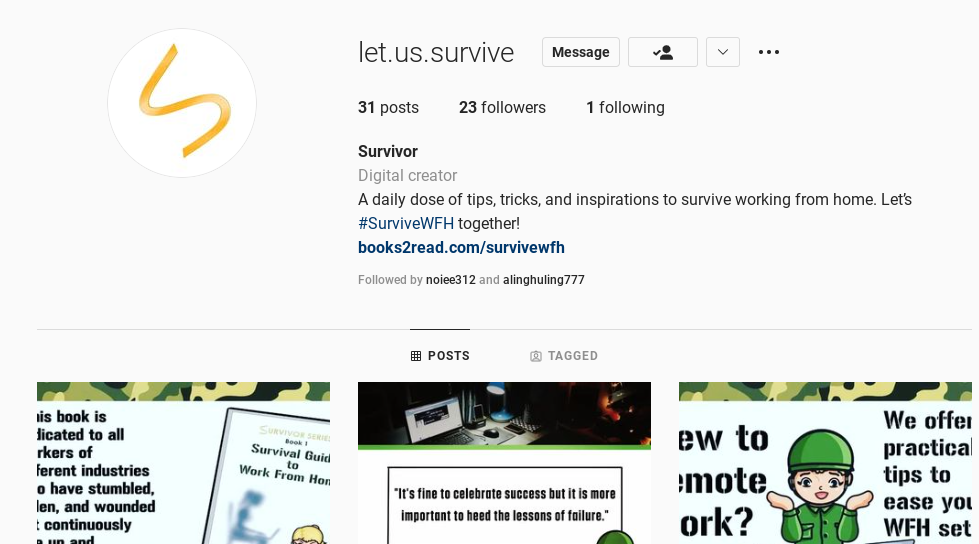 let.us.survive
Message
31 posts 23 followers 1 following
Survivor
Digital creator
A daily dose of tips, tricks, and inspirations to survive working from home. Let's
#SurviveWFH together!
books2read.com/survivewfh
Followed by noiee312 and alinghuling777
POSTS TAGGED
is book is
dicated to all
rkers of
ferent industries
o have stumbled,
len, and wounded
t continuously
e up and
SURVIVOR SERIES
Book 1
Survival Guid
to
Work From Hom
"It's fine to celebrate success but it is more
important to heed the lessons of failure."
ew to
emote
ork?
We offer
practical
tips to
ease you
WFH set